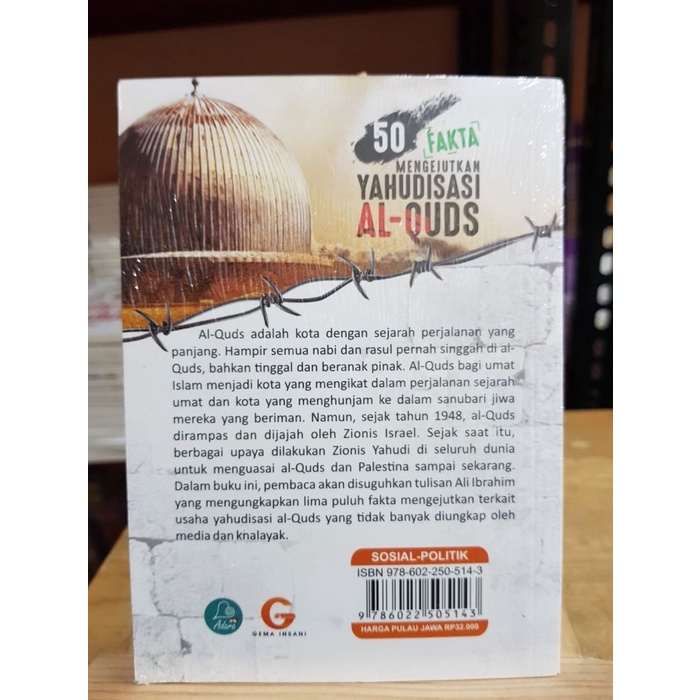 50 FAKTA
MENGEJUTKAN
YAHUDISASI
AL-QUDS
Al-Quds adalah kota dengan sejarah perjalanan yang
panjang. Hampir semua nabi dan rasul pernah singgah di al-
Quds, bahkan tinggal dan beranak pinak. Al-Quds bagi umat
Islam menjadi kota yang mengikat dalam perjalanan sejarah
umat dan kota yang menghunjam ke dalam sanubari jiwa
mereka yang beriman. Namun, sejak tahun 1948, al-Quds
dirampas dan dijajah oleh Zionis Israel. Sejak saat itu,
berbagai upaya dilakukan Zionis Yahudi di seluruh dunia
untuk menguasai al-Quds dan Palestina sampai sekarang.
Dalam buku ini, pembaca akan disuguhkan tulisan Ali Ibrahim
yang mengungkapkan lima puluh fakta mengejutkan terkait
usaha yahudisasi al-Quds yang tidak banyak diungkap oleh
media dan knalayak.
SOSIAL-POLITIK
ISBN 978-602-250-514-3
9 786022 505143
HARGA PULAU JAWA RP32.000
Adara
GEMA INSANI